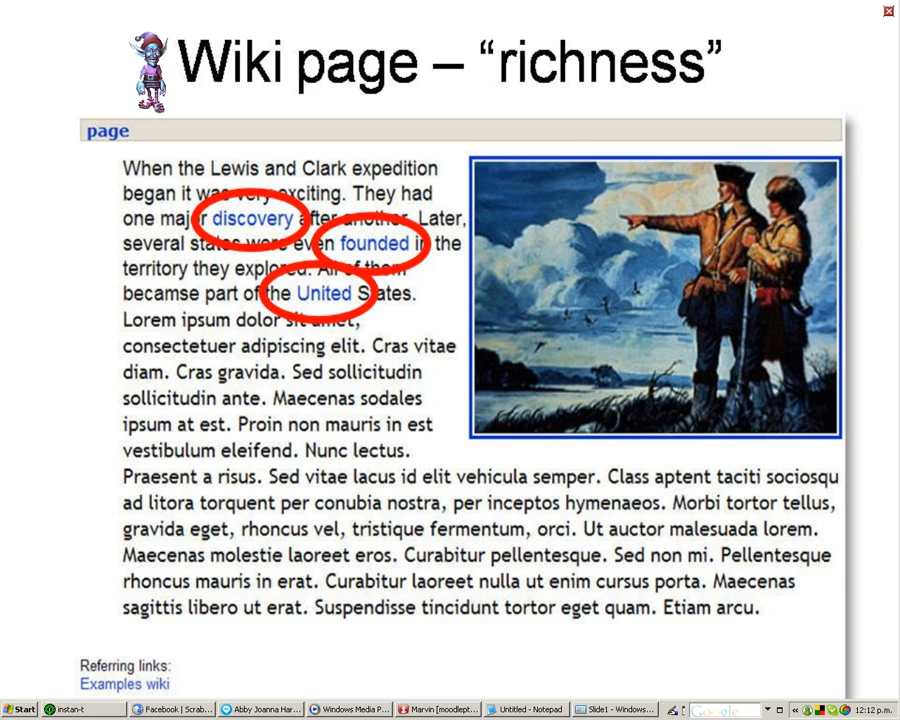 Wiki page – “richness”
page
When the Lewis and Clark expedition
began it was very exciting. They had
one major discovery after another. Later,
several states were even founded in the
territory they explored. All of them
becamse part of the United States.
Lorem ipsum dolor sit amet,
consectetuer adipiscing elit. Cras vitae
diam. Cras gravida. Sed sollicitudin
sollicitudin ante. Maecenas sodales
ipsum at est. Proin non mauris in est
vestibulum eleifend. Nunc lectus.
Praesent a risus. Sed vitae lacus id elit vehicula semper. Class aptent taciti sociosqu
ad litora torquent per conubia nostra, per inceptos hymenaeos. Morbi tortor tellus,
gravida eget, rhoncus vel, tristique fermentum, orci. Ut auctor malesuada lorem.
Maecenas molestie laoreet eros. Curabitur pellentesque. Sed non mi. Pellentesque
rhoncus mauris in erat. Curabitur laoreet nulla ut enim cursus porta. Maecenas
sagittis libero ut erat. Suspendisse tincidunt tortor eget quam. Etiam arcu.
Referring links:
Examples wiki
Start instan-t Facebook | Scrab... Abby Joanna Har... Windows Media P... Marvin [moodlept... Untitled - Notepad Slide1 - Windows... Google « 12:12 p.m.